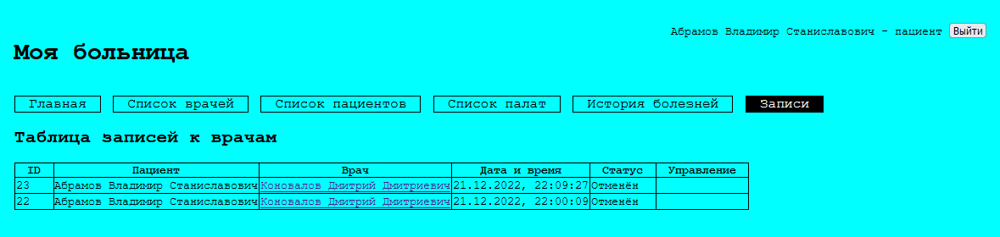 Абрамов Владимир Станиславович - пациент Выйти
Моя больница
Главная Список врачей Список пациентов Список палат История болезней Записи
Таблица записей к врачам
ID Пациент Врач Дата и время Статус Управление
23 Абрамов Владимир Станиславович Коновалов Дмитрий Дмитриевич 21.12.2022, 22:09:27 Отменён
22 Абрамов Владимир Станиславович Коновалов Дмитрий Дмитриевич 21.12.2022, 22:00:09 Отменён